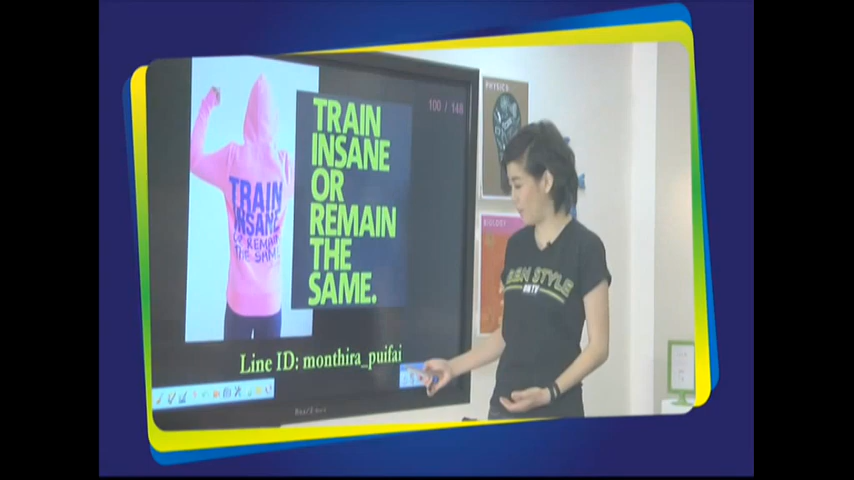 100 / 148
TRAIN
INSANE
OR
REMAIN
THE
SAME.
TRAIN
INSANE
OR REMAIN
THE SAME
Line ID: monthira_puifai
PHYSICS
BIOLOGY
STYLE